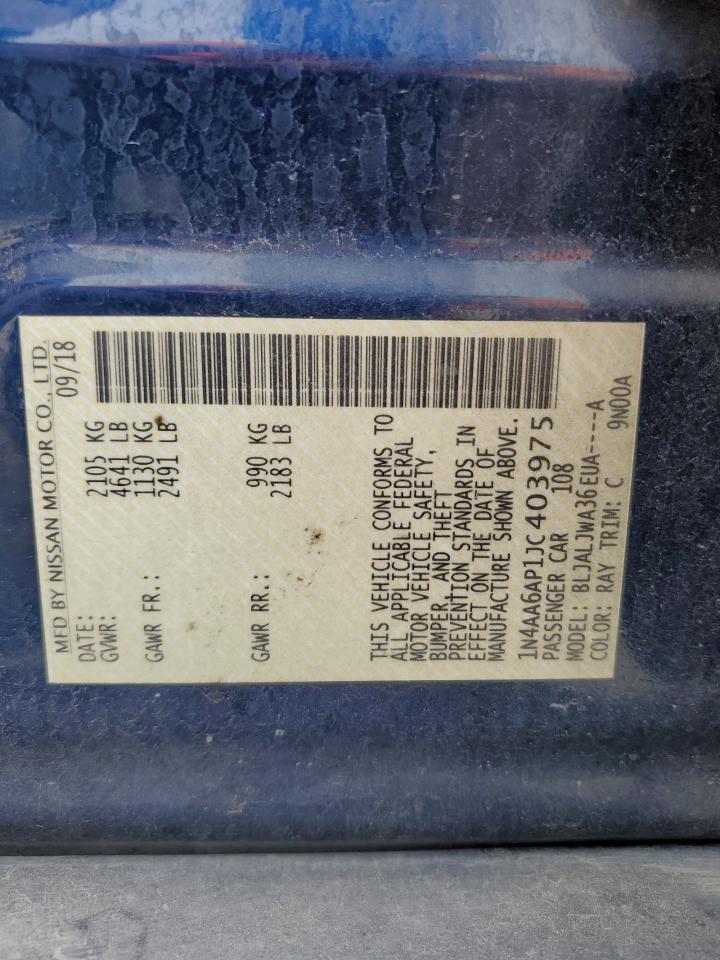 MFD BY NISSAN MOTOR CO., LTD.
DATE: 09/18
GVWR: 2105 KG
4641 LB
GAWR FR.: 1130 KG
2491 LB
GAWR RR.: 990 KG
2183 LB
THIS VEHICLE CONFORMS TO
ALL APPLICABLE FEDERAL
MOTOR VEHICLE SAFETY,
BUMPER, AND THEFT
PREVENTION STANDARDS IN
EFFECT ON THE DATE OF
MANUFACTURE SHOWN ABOVE.
1N4AA6AP1JC403975
PASSENGER CAR 108
MODEL: BLJALJWA36EUA----A
COLOR: RAY TRIM: C 9N00A